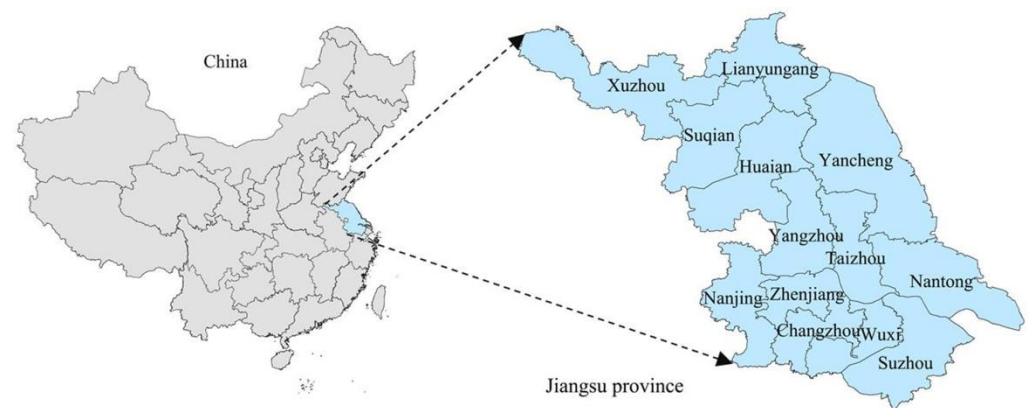 China
Lianyungang
Xuzhou
Suqian
Huaian
Yancheng
Yangzhou
Taizhou
Nantong
Nanjing
Zhenjiang
Changzhou
Wuxi
Suzhou
Jiangsu province